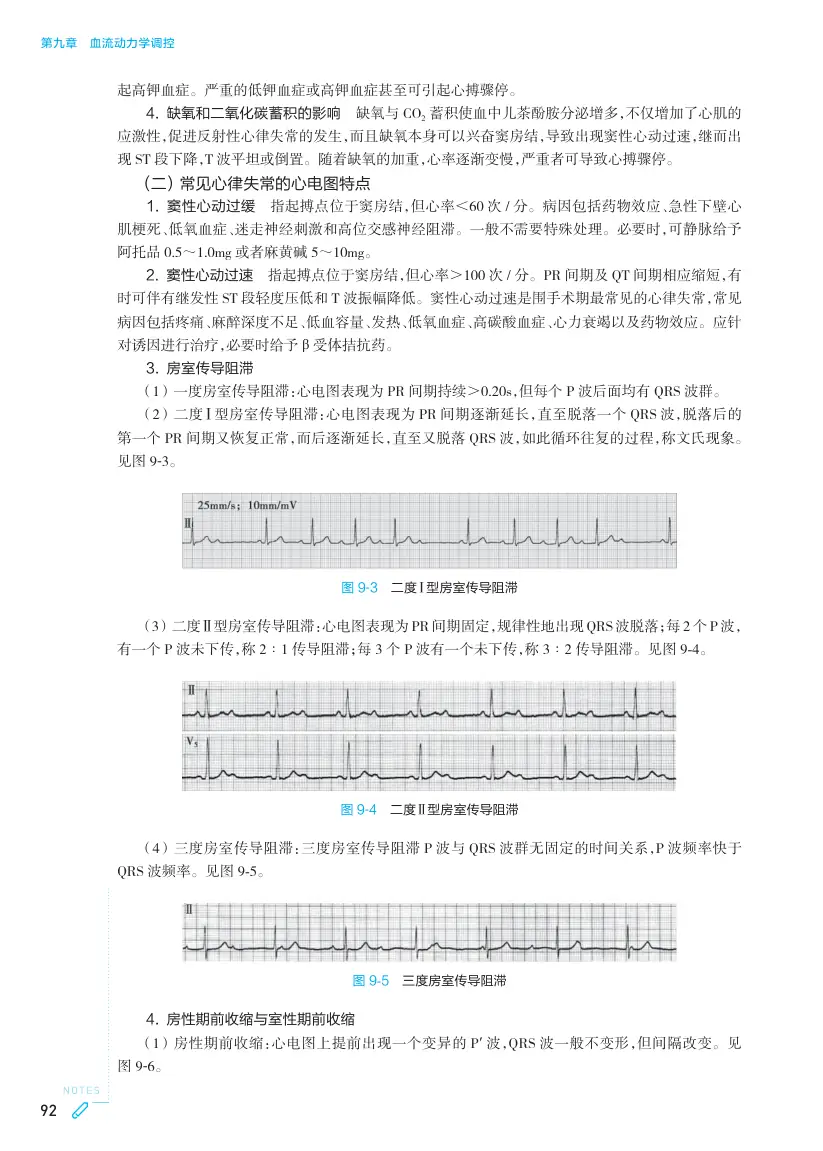 第九章 血流动力学调控
起高钾血症。严重的低钾血症或高钾血症甚至可引起心搏骤停。
4. 缺氧和二氧化碳蓄积的影响 缺氧与 CO₂ 蓄积使血中儿茶酚胺分泌增多,不仅增加了心肌的
应激性,促进反射性心律失常的发生,而且缺氧本身可以兴奋窦房结,导致出现窦性心动过速,继而出
现 ST 段下降,T 波平坦或倒置。随着缺氧的加重,心率逐渐变慢,严重者可导致心搏骤停。
(二)常见心律失常的心电图特点
1. 窦性心动过缓 指起搏点位于窦房结,但心率<60 次 / 分。病因包括药物效应、急性下壁心
肌梗死、低氧血症、迷走神经刺激和高位交感神经阻滞。一般不需要特殊处理。必要时,可静脉给予
阿托品 0.5～1.0mg 或者麻黄碱 5～10mg。
2. 窦性心动过速 指起搏点位于窦房结,但心率>100 次 / 分。PR 间期及 QT 间期相应缩短,有
时可伴有继发性 ST 段轻度压低和 T 波振幅降低。窦性心动过速是围手术期最常见的心律失常,常见
病因包括疼痛、麻醉深度不足、低血容量、发热、低氧血症、高碳酸血症、心力衰竭以及药物效应。应针
对诱因进行治疗,必要时给予 β 受体拮抗药。
3. 房室传导阻滞
(1)一度房室传导阻滞:心电图表现为 PR 间期持续>0.20s,但每个 P 波后面均有 QRS 波群。
(2)二度Ⅰ型房室传导阻滞:心电图表现为 PR 间期逐渐延长,直至脱落一个 QRS 波,脱落后的
第一个 PR 间期又恢复正常,而后逐渐延长,直至又脱落 QRS 波,如此循环往复的过程,称文氏现象。
见图 9-3。
25mm/s; 10mm/mV
Ⅱ
图 9-3 二度Ⅰ型房室传导阻滞
(3)二度Ⅱ型房室传导阻滞:心电图表现为 PR 间期固定,规律性地出现 QRS 波脱落;每 2 个 P 波,
有一个 P 波未下传,称 2∶1 传导阻滞;每 3 个 P 波有一个未下传,称 3∶2 传导阻滞。见图 9-4。
Ⅱ
V₅
图 9-4 二度Ⅱ型房室传导阻滞
(4)三度房室传导阻滞:三度房室传导阻滞 P 波与 QRS 波群无固定的时间关系,P 波频率快于
QRS 波频率。见图 9-5。
Ⅱ
图 9-5 三度房室传导阻滞
4. 房性期前收缩与室性期前收缩
(1)房性期前收缩:心电图上提前出现一个变异的 P′ 波,QRS 波一般不变形,但间隔改变。见
图 9-6。
NOTES
92